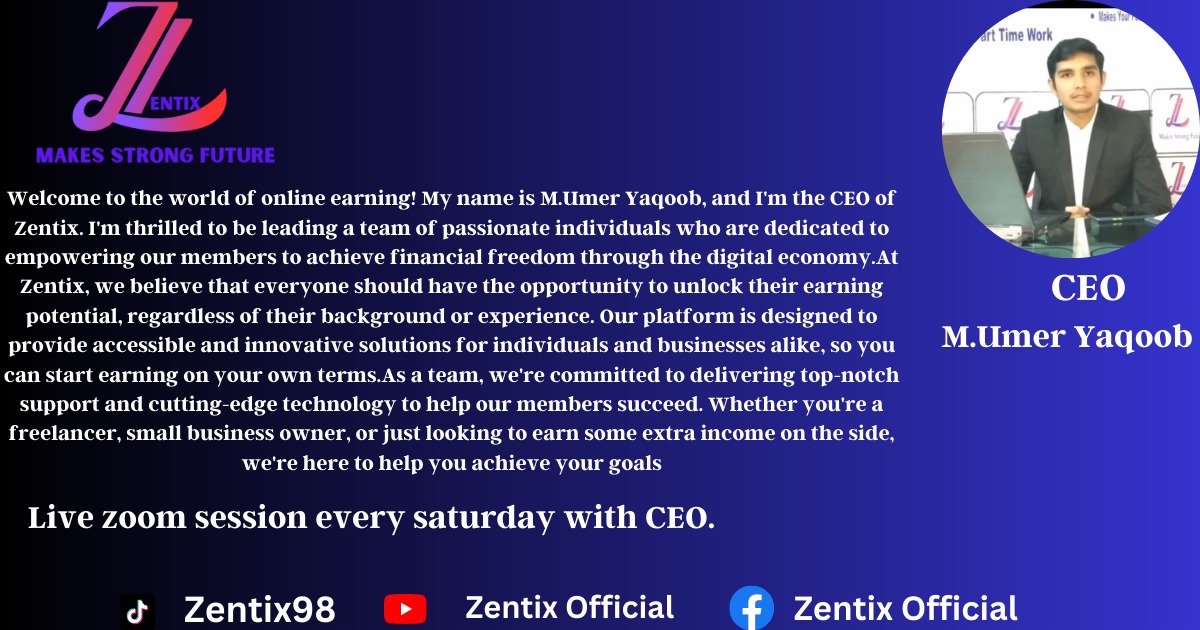 ZENTIX
MAKES STRONG FUTURE
Welcome to the world of online earning! My name is M.Umer Yaqoob, and I'm the CEO of
Zentix. I'm thrilled to be leading a team of passionate individuals who are dedicated to
empowering our members to achieve financial freedom through the digital economy.At
Zentix, we believe that everyone should have the opportunity to unlock their earning
potential, regardless of their background or experience. Our platform is designed to
provide accessible and innovative solutions for individuals and businesses alike, so you
can start earning on your own terms.As a team, we're committed to delivering top-notch
support and cutting-edge technology to help our members succeed. Whether you're a
freelancer, small business owner, or just looking to earn some extra income on the side,
we're here to help you achieve your goals
Live zoom session every saturday with CEO.
Makes Your
art Time Work
CEO
M.Umer Yaqoob
Zentix98
Zentix Official
Zentix Official